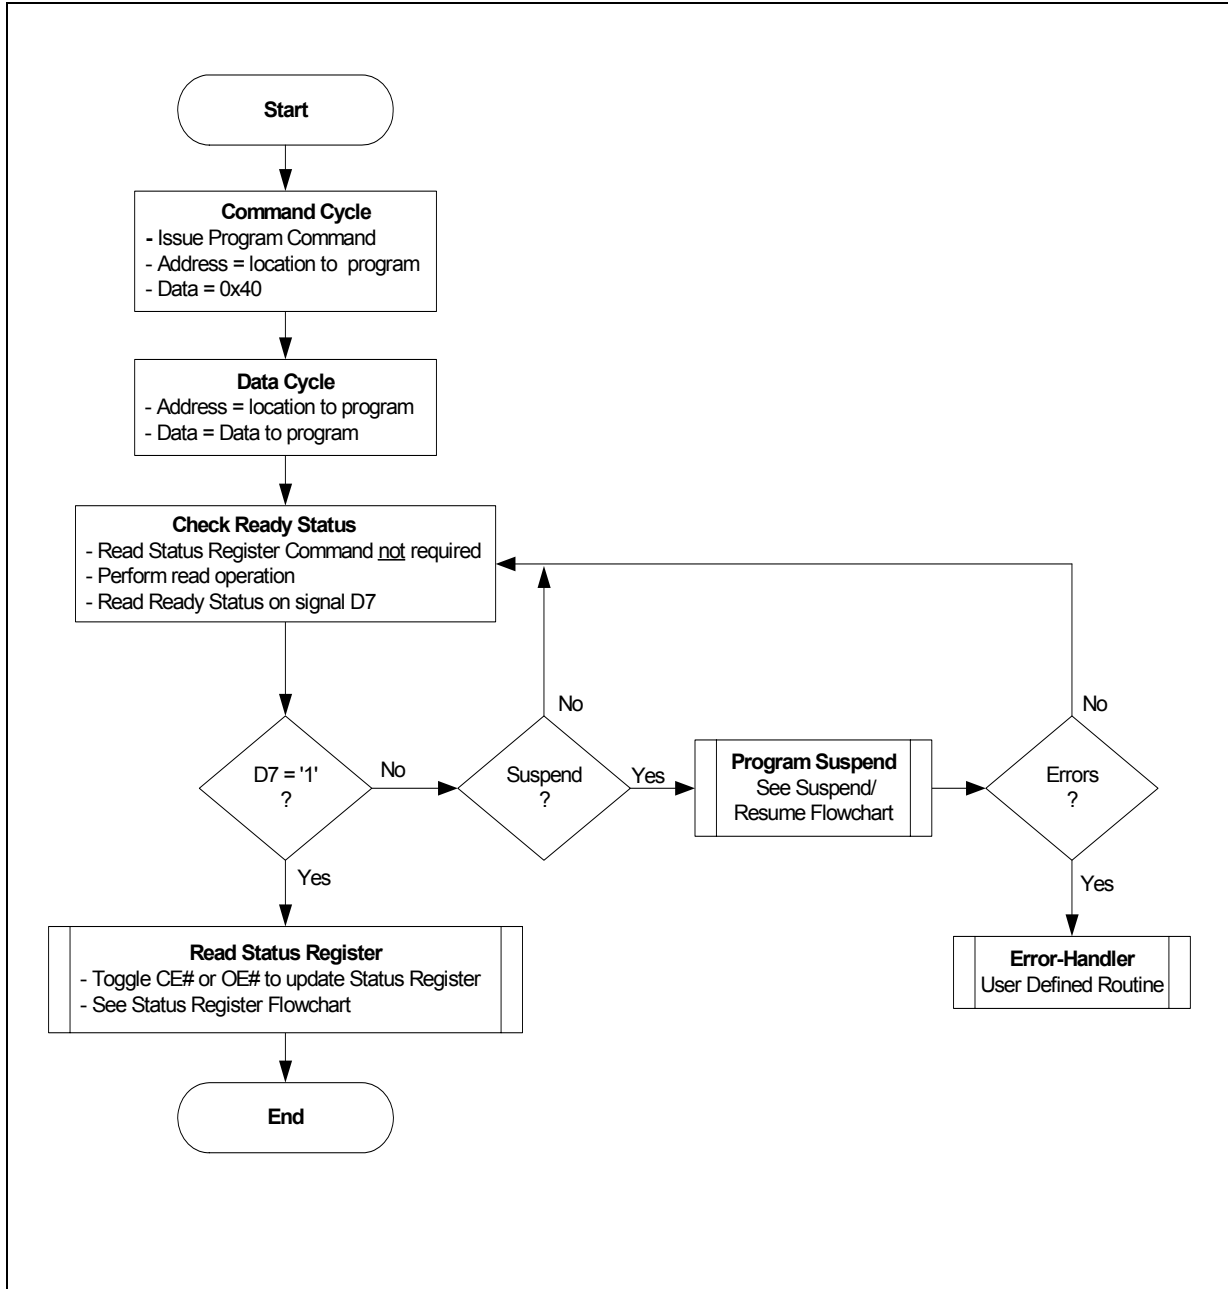 Start
Command Cycle
- Issue Program Command
- Address = location to program
- Data = 0x40
Data Cycle
- Address = location to program
- Data = Data to program
Check Ready Status
- Read Status Register Command not required
- Perform read operation
- Read Ready Status on signal D7
No
No
D7 = '1'
?
No
Suspend
?
Yes
Program Suspend
See Suspend/
Resume Flowchart
Errors
?
Yes
Yes
Read Status Register
- Toggle CE# or OE# to update Status Register
- See Status Register Flowchart
Error-Handler
User Defined Routine
End